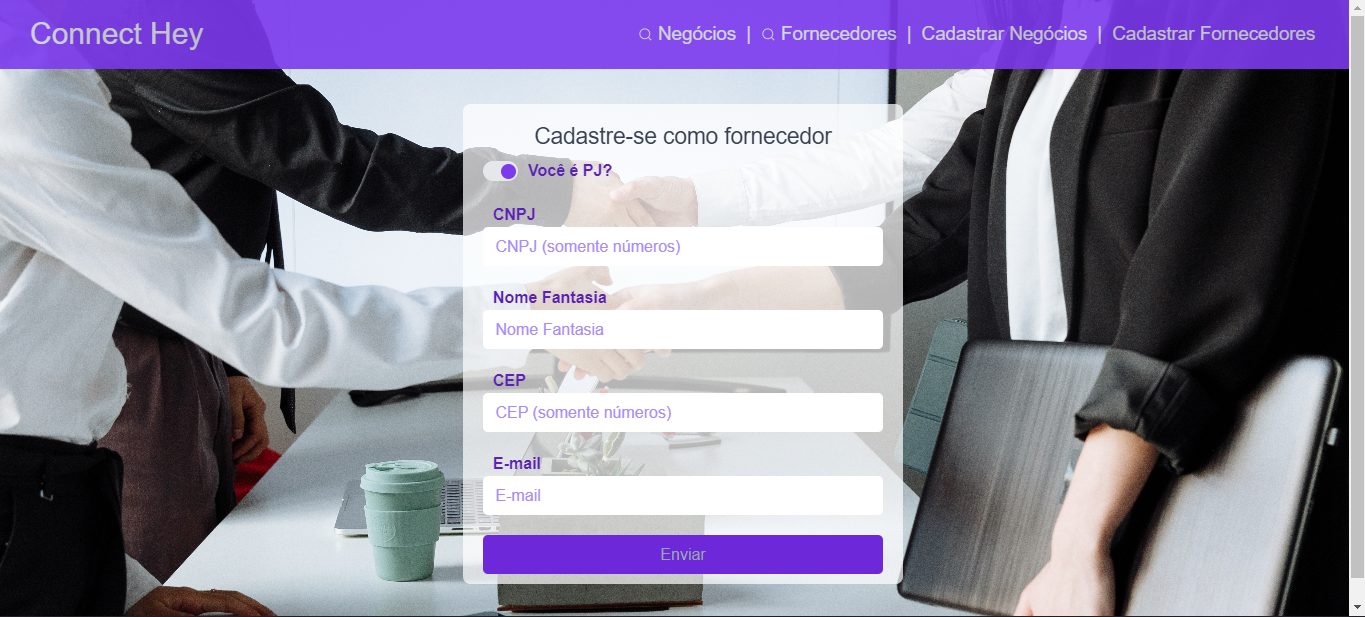 Connect Hey
Negócios | Fornecedores | Cadastrar Negócios | Cadastrar Fornecedores
Cadastre-se como fornecedor
Você é PJ?
CNPJ
CNPJ (somente números)
Nome Fantasia
Nome Fantasia
CEP
CEP (somente números)
E-mail
E-mail
Enviar